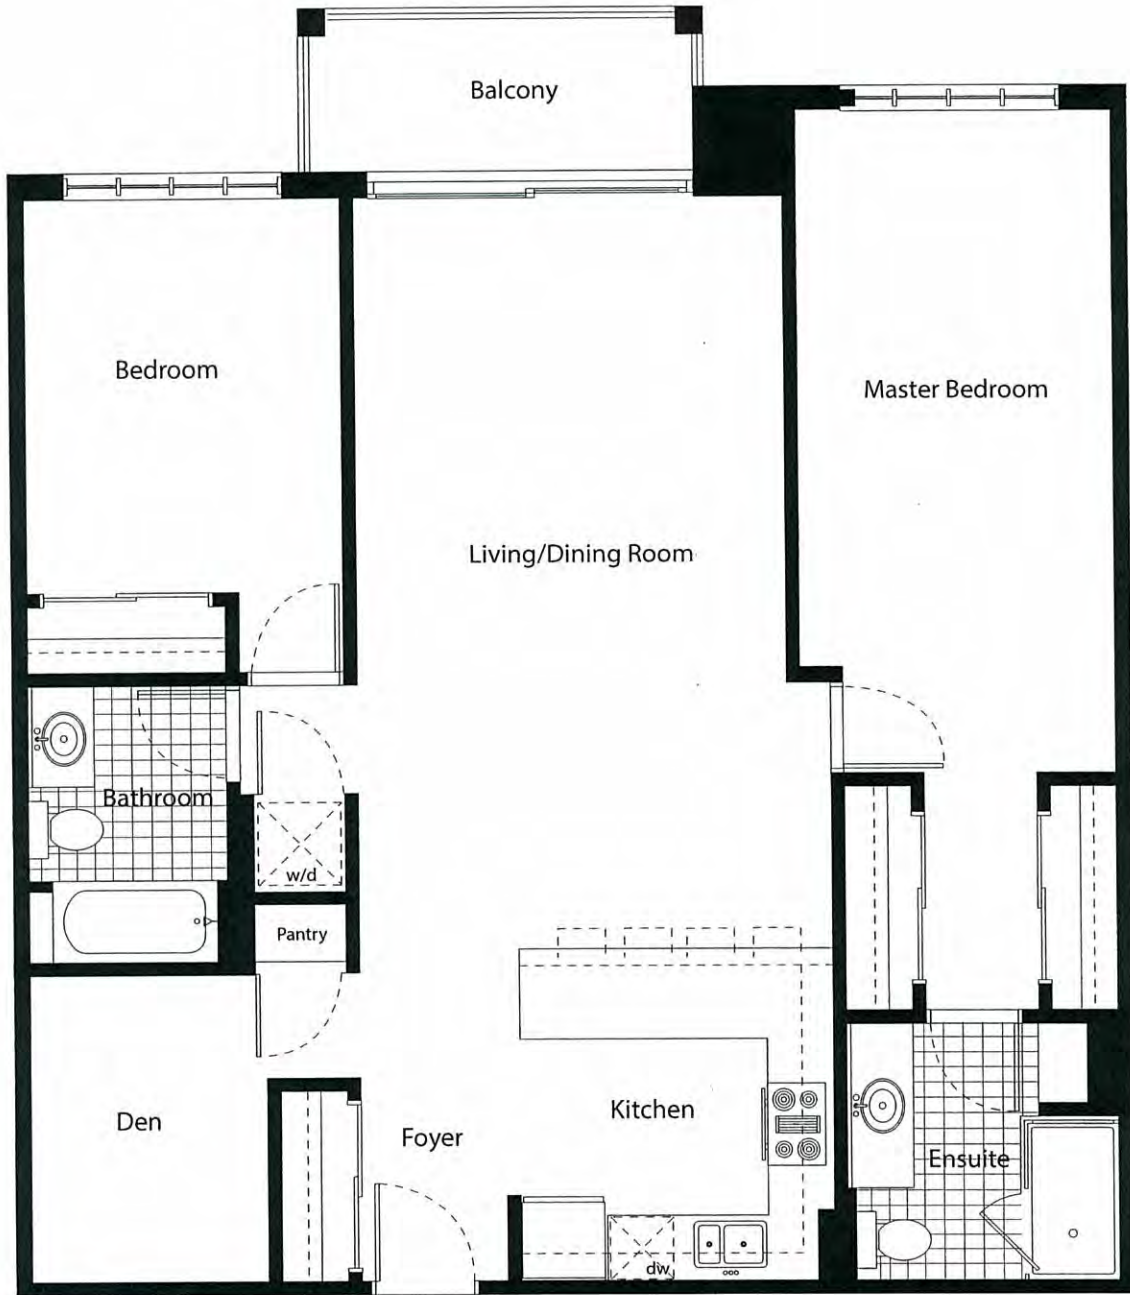 Balcony
Bedroom
Master Bedroom
Living/Dining Room
Bathroom
w/d
Pantry
Den
Foyer
Kitchen
Ensuite
dw